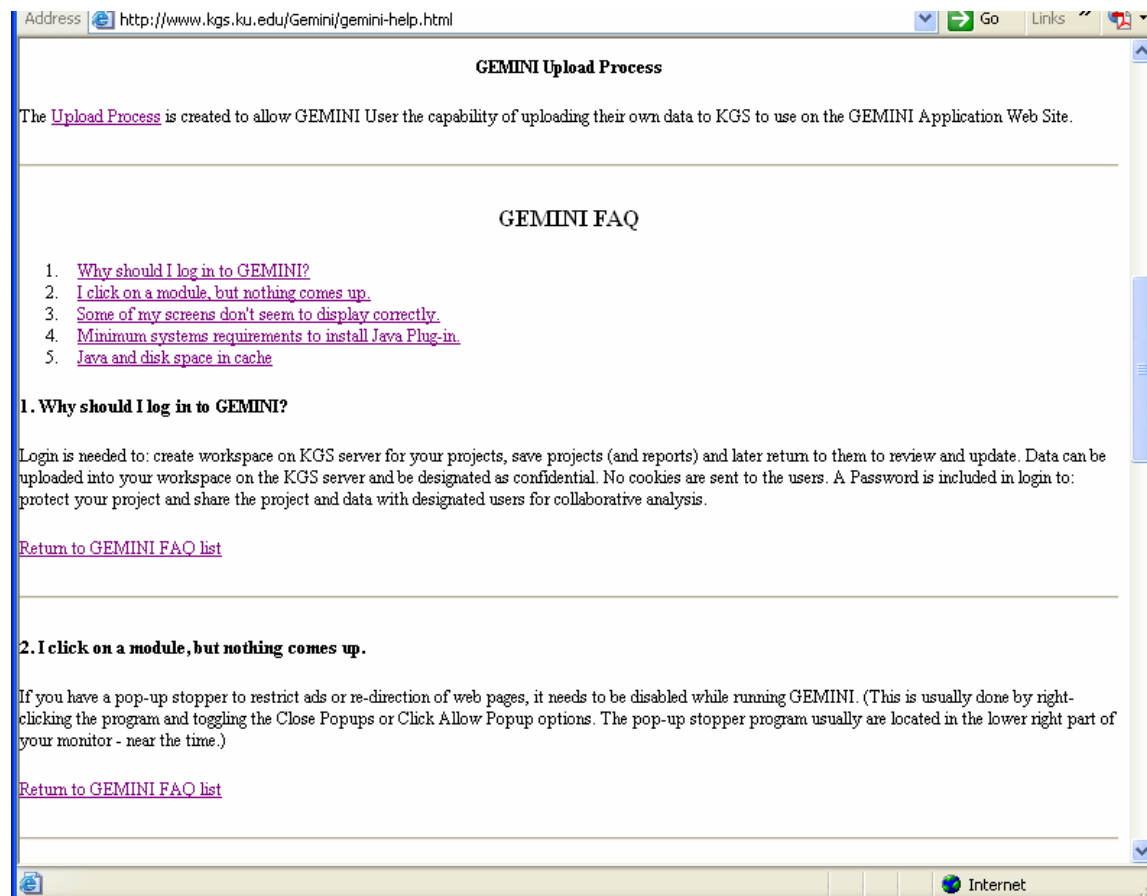 Address http://www.kgs.ku.edu/Gemini/gemini-help.html Go Links »
GEMINI Upload Process
The Upload Process is created to allow GEMINI User the capability of uploading their own data to KGS to use on the GEMINI Application Web Site.
GEMINI FAQ
1. Why should I log in to GEMINI?
2. I click on a module, but nothing comes up.
3. Some of my screens don't seem to display correctly.
4. Minimum systems requirements to install Java Plug-in.
5. Java and disk space in cache
1. Why should I log in to GEMINI?
Login is needed to: create workspace on KGS server for your projects, save projects (and reports) and later return to them to review and update. Data can be
uploaded into your workspace on the KGS server and be designated as confidential. No cookies are sent to the users. A Password is included in login to:
protect your project and share the project and data with designated users for collaborative analysis.
Return to GEMINI FAQ list
2. I click on a module, but nothing comes up.
If you have a pop-up stopper to restrict ads or re-direction of web pages, it needs to be disabled while running GEMINI. (This is usually done by right-
clicking the program and toggling the Close Popups or Click Allow Popup options. The pop-up stopper program usually are located in the lower right part of
your monitor - near the time.)
Return to GEMINI FAQ list
Internet